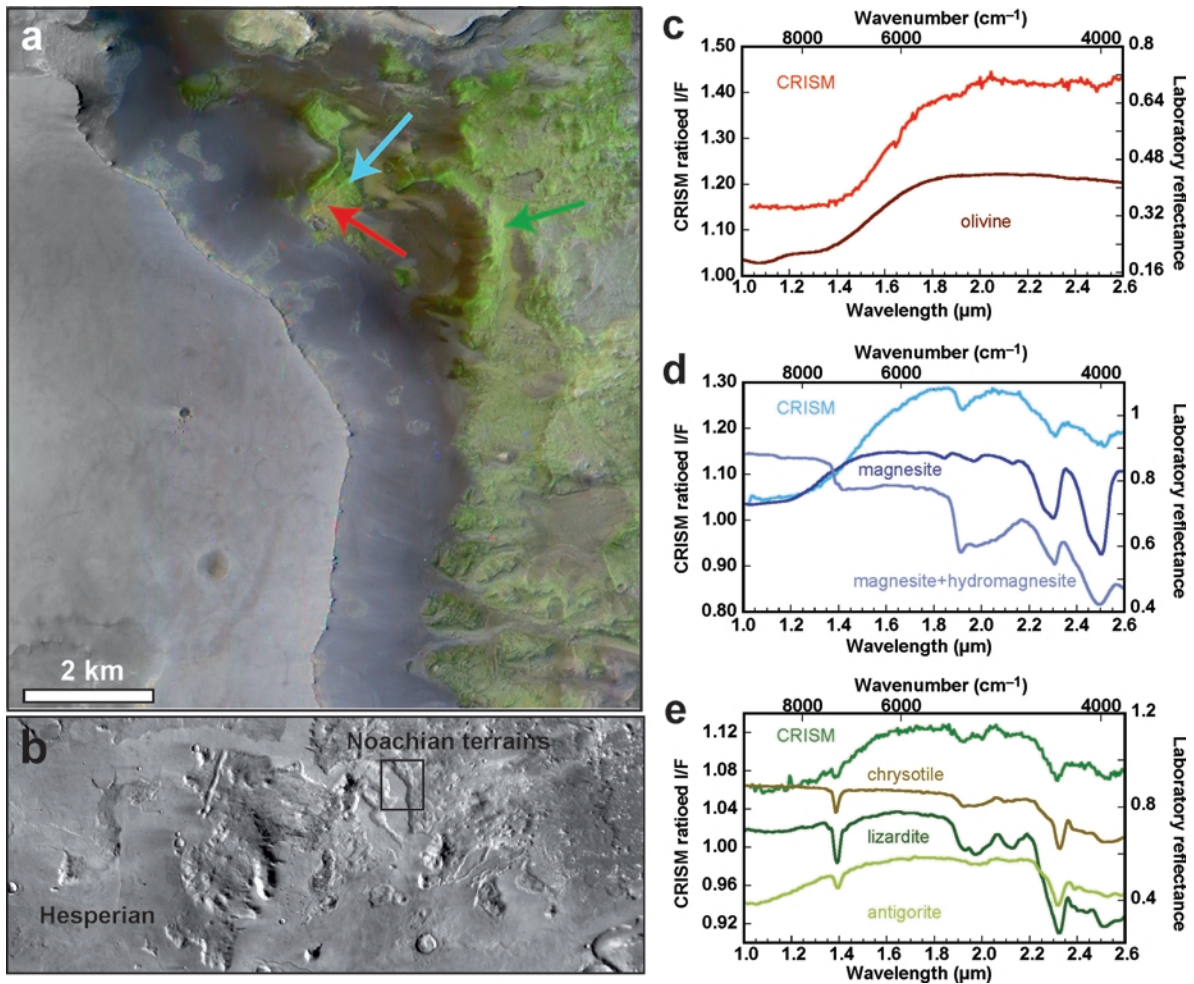 a
2 km
b
Noachian terrains
Hesperian
c
Wavenumber (cm⁻¹)
8000 6000 4000
1.50 0.8
CRISM
1.40 0.64
1.30 0.48
1.20 0.32
olivine
1.10
1.00 0.16
CRISM ratioed I/F
Laboratory reflectance
1.0 1.2 1.4 1.6 1.8 2.0 2.2 2.4 2.6
Wavelength (µm)
d
Wavenumber (cm⁻¹)
8000 6000 4000
1.30
CRISM 1
1.20
magnesite
1.10 0.8
1.00
0.6
0.90
magnesite+hydromagnesite
0.80 0.4
CRISM ratioed I/F
Laboratory reflectance
1.0 1.2 1.4 1.6 1.8 2.0 2.2 2.4 2.6
Wavelength (µm)
e
Wavenumber (cm⁻¹)
8000 6000 4000
1.2
1.12 CRISM
1.08 chrysotile
1.04 0.8
1.00 lizardite
0.96
antigorite 0.4
0.92
CRISM ratioed I/F
Laboratory reflectance
1.0 1.2 1.4 1.6 1.8 2.0 2.2 2.4 2.6
Wavelength (µm)